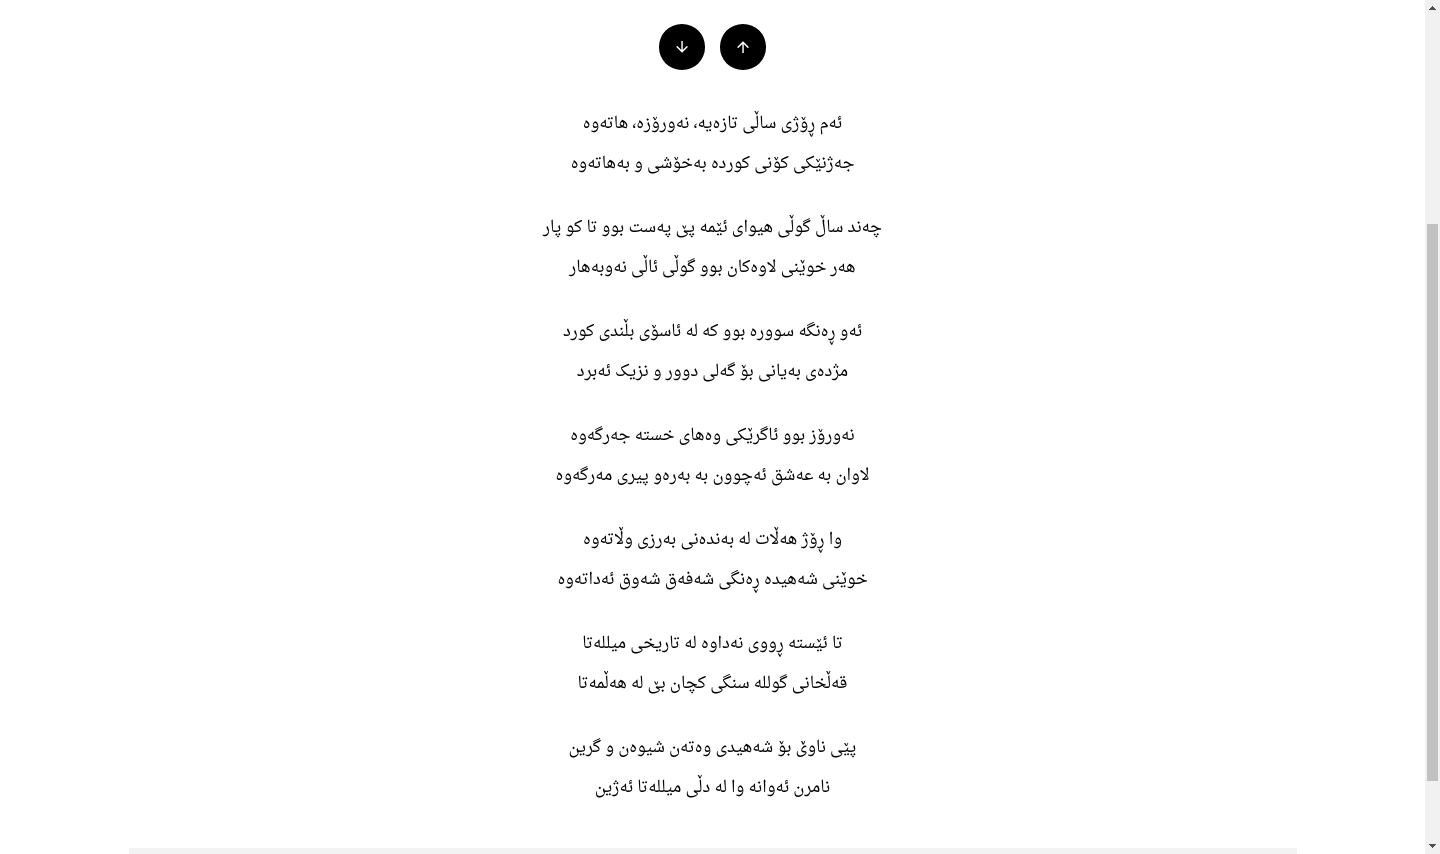 ئەم ڕۆژی ساڵی تازەیە، نەورۆزە، هاتەوە
جەژنێکی کۆنی کوردە بەخۆشی و بەهاتەوە
چەند ساڵ گوڵی هیوای ئێمە پێ پەست بوو تا کو پار
هەر خوێنی لاوەکان بوو گوڵی ئاڵی نەوبەهار
ئەو ڕەنگە سوورە بوو کە لە ئاسۆی بڵندی کورد
مژدەی بەیانی بۆ گەلی دوور و نزیک ئەبرد
نەورۆز بوو ئاگرێکی وەهای خستە جەرگەوە
لاوان بە عەشق ئەچوون بە بەرەو پیری مەرگەوە
وا ڕۆژ هەڵات لە بەندەنی بەرزی وڵاتەوە
خوێنی شەهیدە ڕەنگی شەفەق شەوق ئەداتەوە
تا ئێستە ڕووی نەداوە لە تاریخی میللەتا
قەڵخانی گوللە سنگی کچان بێ لە هەڵمەتا
پێی ناوێ بۆ شەهیدی وەتەن شیوەن و گرین
نامرن ئەوانە وا لە دڵی میللەتا ئەژین